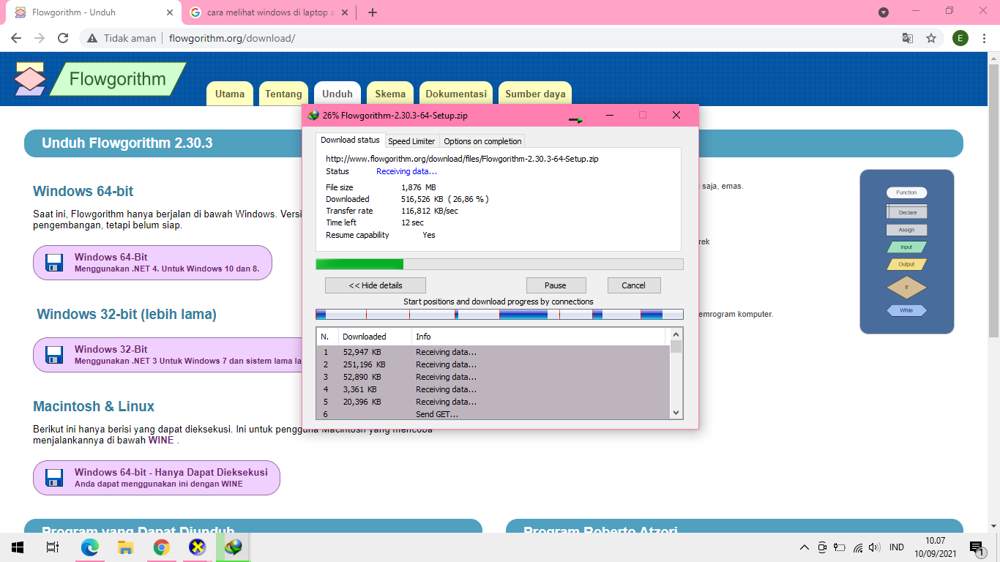 Flowgorithm - Unduh
cara melihat windows di laptop a
Tidak aman
flowgorithm.org/download/
E
Flowgorithm
Utama
Tentang
Unduh
Skema
Dokumentasi
Sumber daya
Unduh Flowgorithm 2.30.3
Windows 64-bit
Saat ini, Flowgorithm hanya berjalan di bawah Windows. Versi
pengembangan, tetapi belum siap.
Windows 64-Bit
Menggunakan .NET 4. Untuk Windows 10 dan 8.
Windows 32-bit (lebih lama)
Windows 32-Bit
Menggunakan .NET 3 Untuk Windows 7 dan sistem lama la
Macintosh & Linux
Berikut ini hanya berisi yang dapat dieksekusi. Ini untuk pengguna Macintosh yang mencoba
menjalankannya di bawah WINE .
Windows 64-bit - Hanya Dapat Dieksekusi
Anda dapat menggunakan ini dengan WINE
Program yang Dapat Diunduh
Program Roberto Atzori
26% Flowgorithm-2.30.3-64-Setup.zip
Download status
Speed Limiter
Options on completion
http://www.flowgorithm.org/download/files/Flowgorithm-2.30.3-64-Setup.zip
Status Receiving data...
File size 1,876 MB
Downloaded 516,526 KB ( 26,86 % )
Transfer rate 116,812 KB/sec
Time left 12 sec
Resume capability Yes
<< Hide details
Pause
Cancel
Start positions and download progress by connections
N. Downloaded Info
1 52,947 KB Receiving data...
2 251,196 KB Receiving data...
3 52,890 KB Receiving data...
4 3,361 KB Receiving data...
5 20,396 KB Receiving data...
6 Send GET...
saja, emas.
rek
emrogram komputer.
Function
Declare
Assign
Input
Output
If
While
IND
10.07
10/09/2021
1